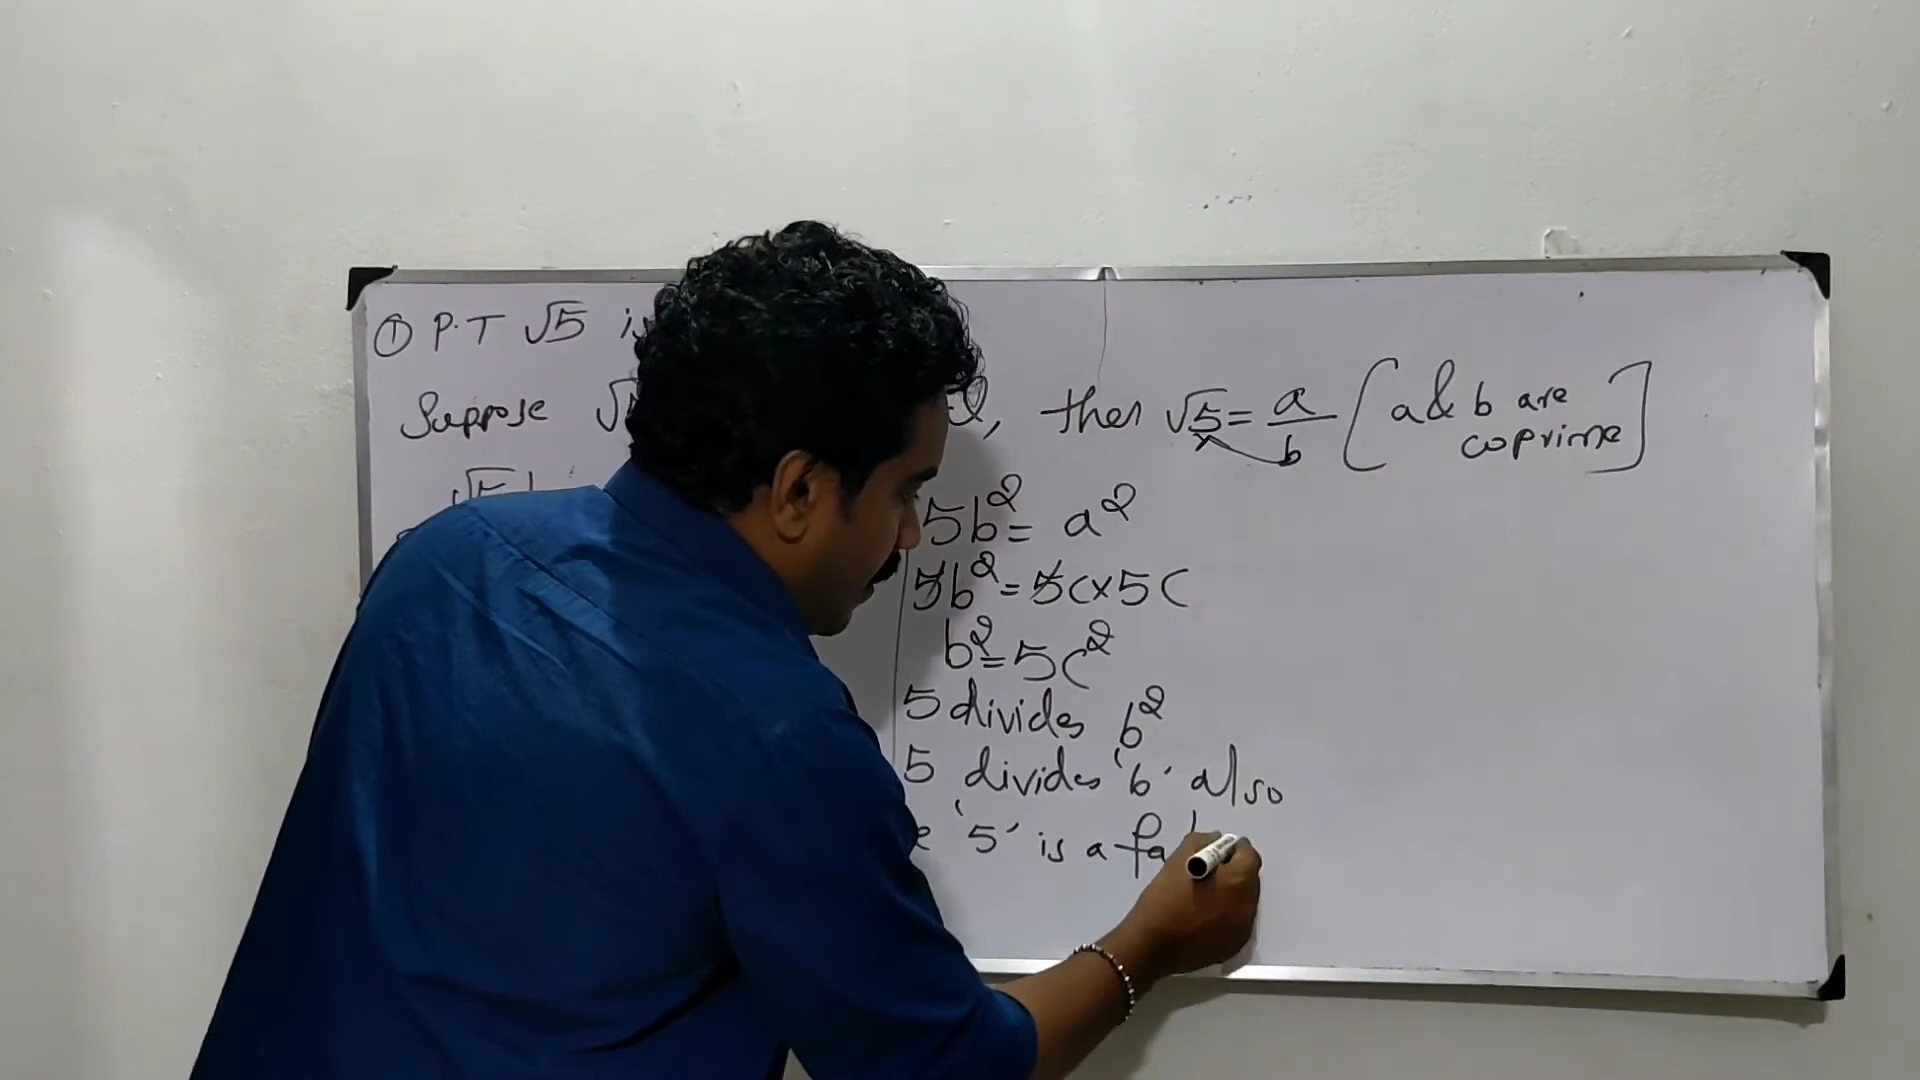 ① P.T √5 is
Suppose √ , then √5 = a/b [a & b are coprime]
√5 b
5b² = a²
5b² = 5c×5c
b² = 5c²
5 divides b²
5 divides 'b' also
'5' is a